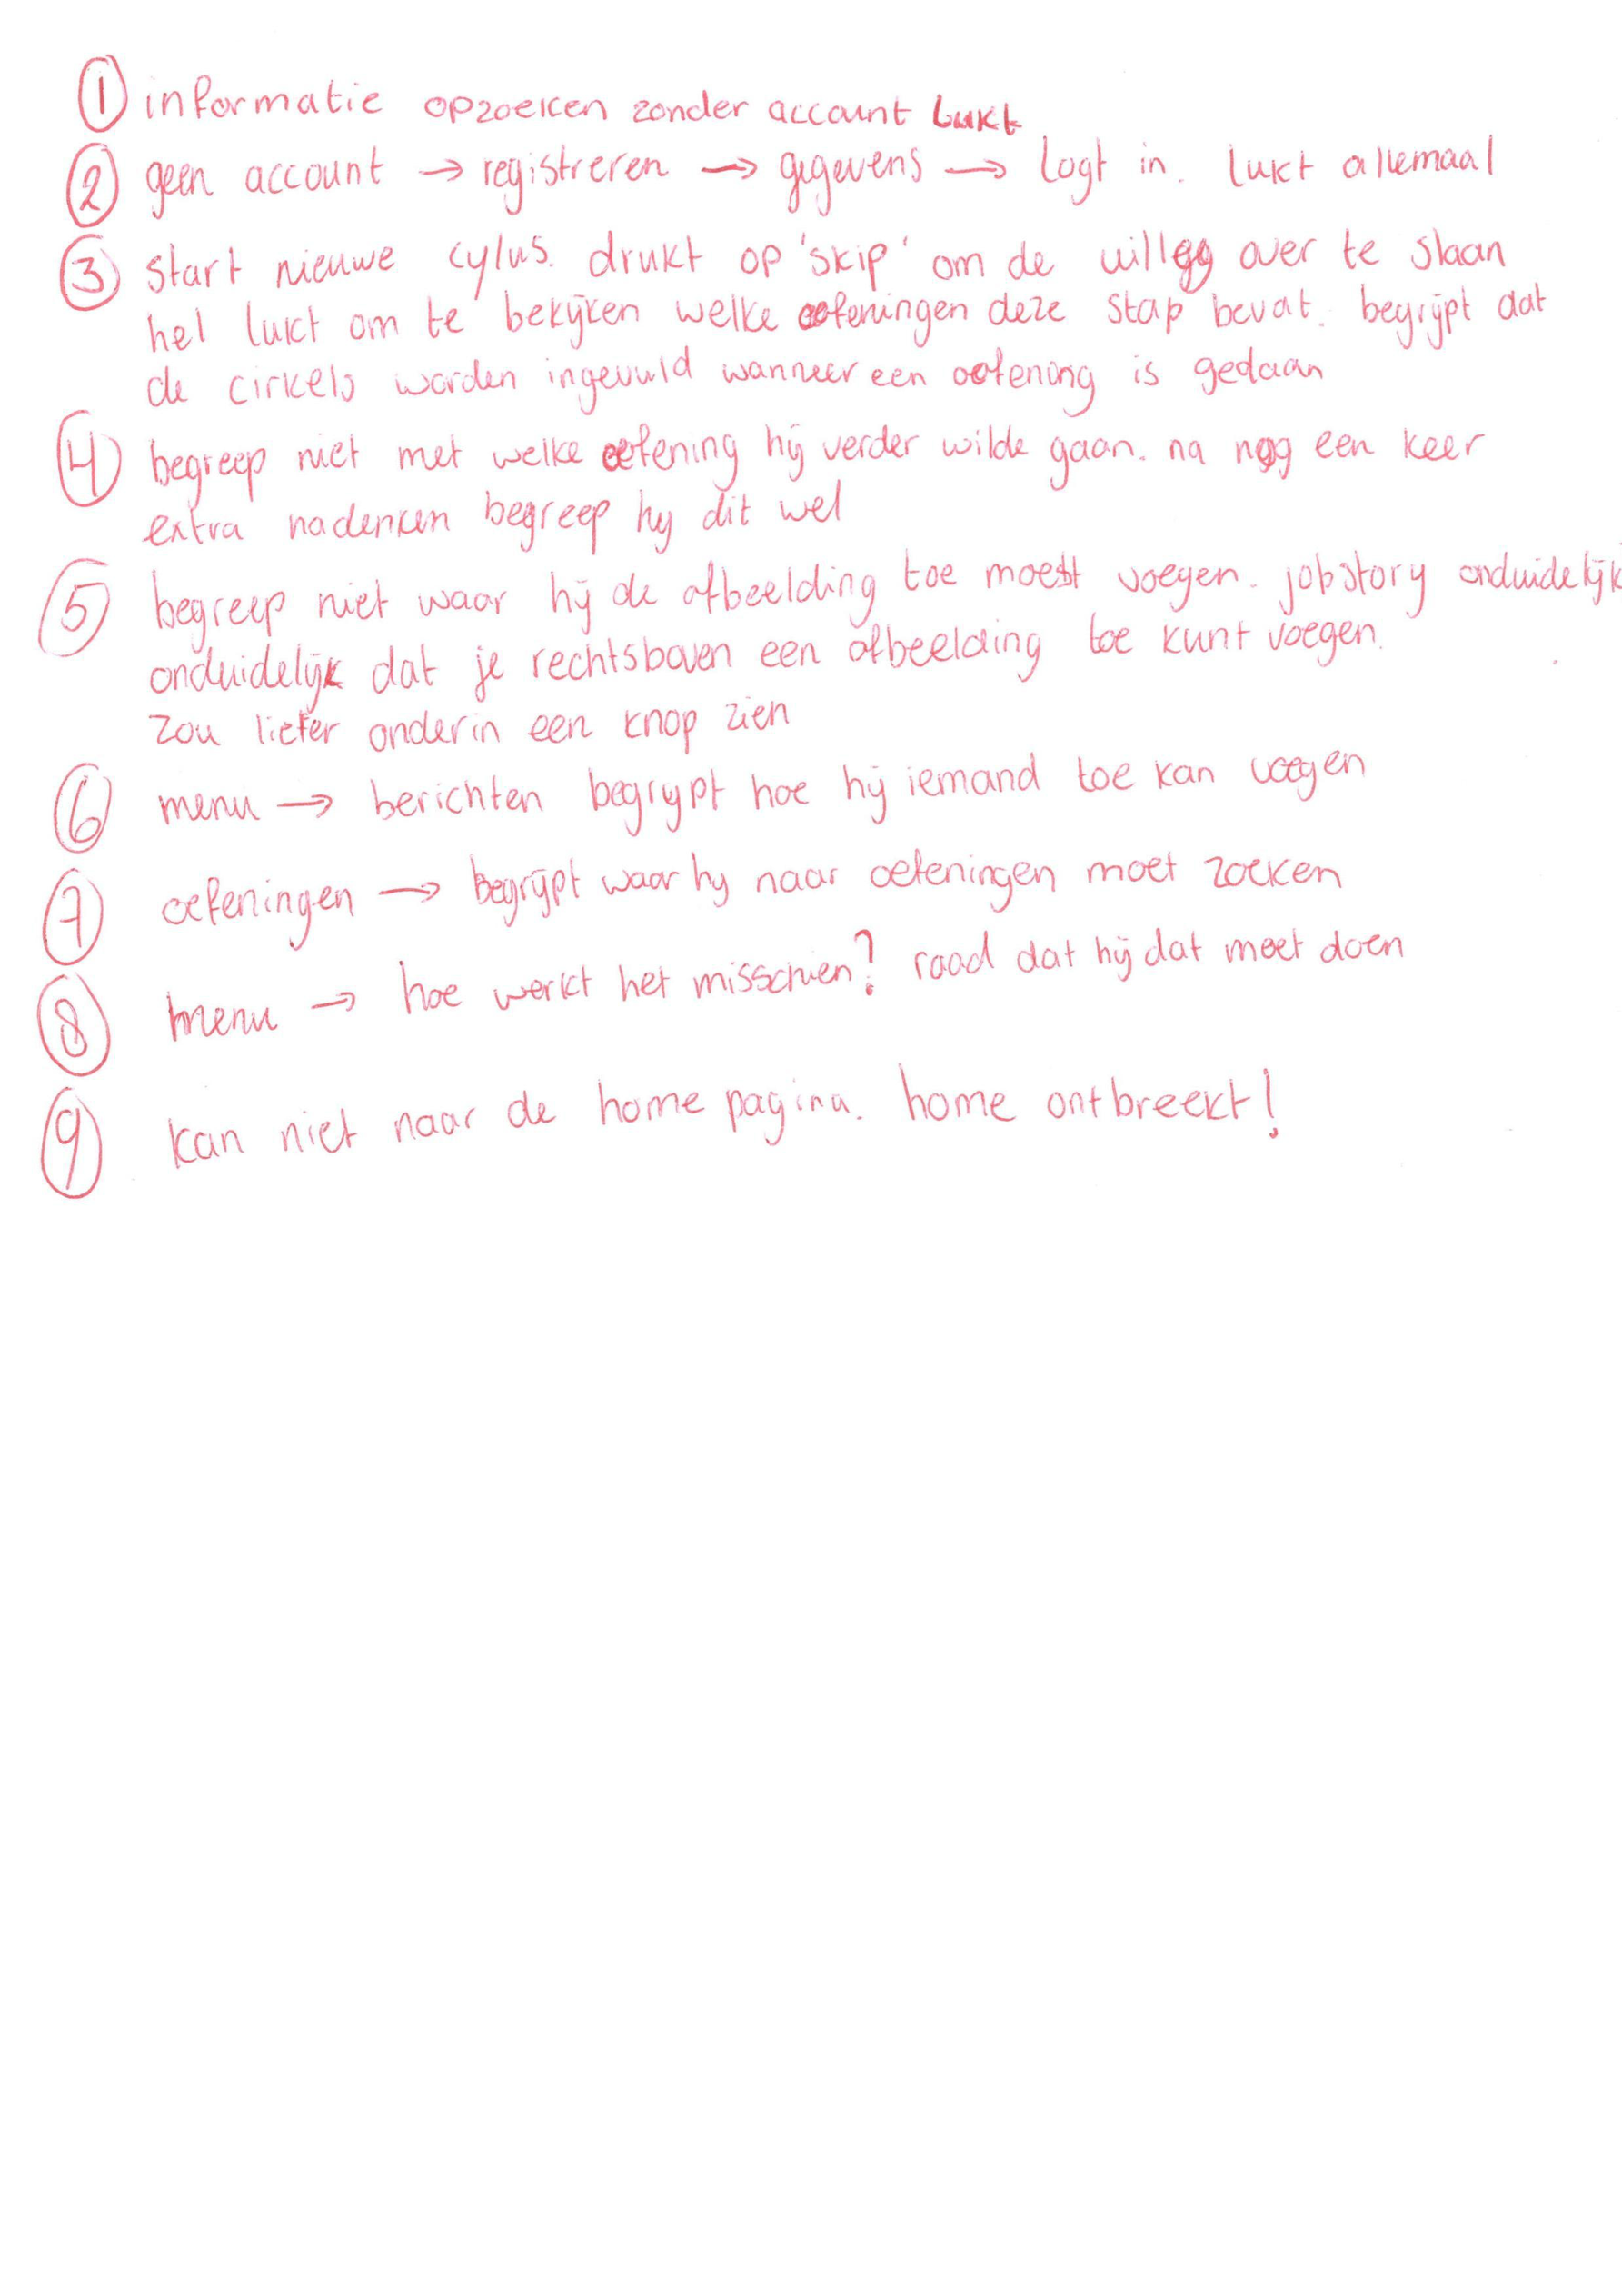 ① informatie opzoeken zonder account lukt
② geen account → registreren → gegevens → logt in. lukt allemaal
③ start nieuwe cylus. drukt op 'skip' om de uitleg over te slaan
het lukt om te bekijken welke oefeningen deze stap bevat. begrijpt dat
de cirkels worden ingevuld wanneer een oefening is gedaan
④ begreep niet met welke oefening hij verder wilde gaan. na nog een keer
extra nadenken begreep hij dit wel
⑤ begreep niet waar hij de afbeelding toe moest voegen. jobstory onduidelijk
onduidelijk dat je rechtsboven een afbeelding toe kunt voegen.
Zou liefer onderin een knop zien
⑥ menu → berichten begrijpt hoe hij iemand toe kan voegen
⑦ oefeningen → begrijpt waar hij naar oefeningen moet zoeken
⑧ menu → hoe werkt het misschien? raad dat hij dat moet doen
⑨ kan niet naar de home pagina. home ontbreekt!